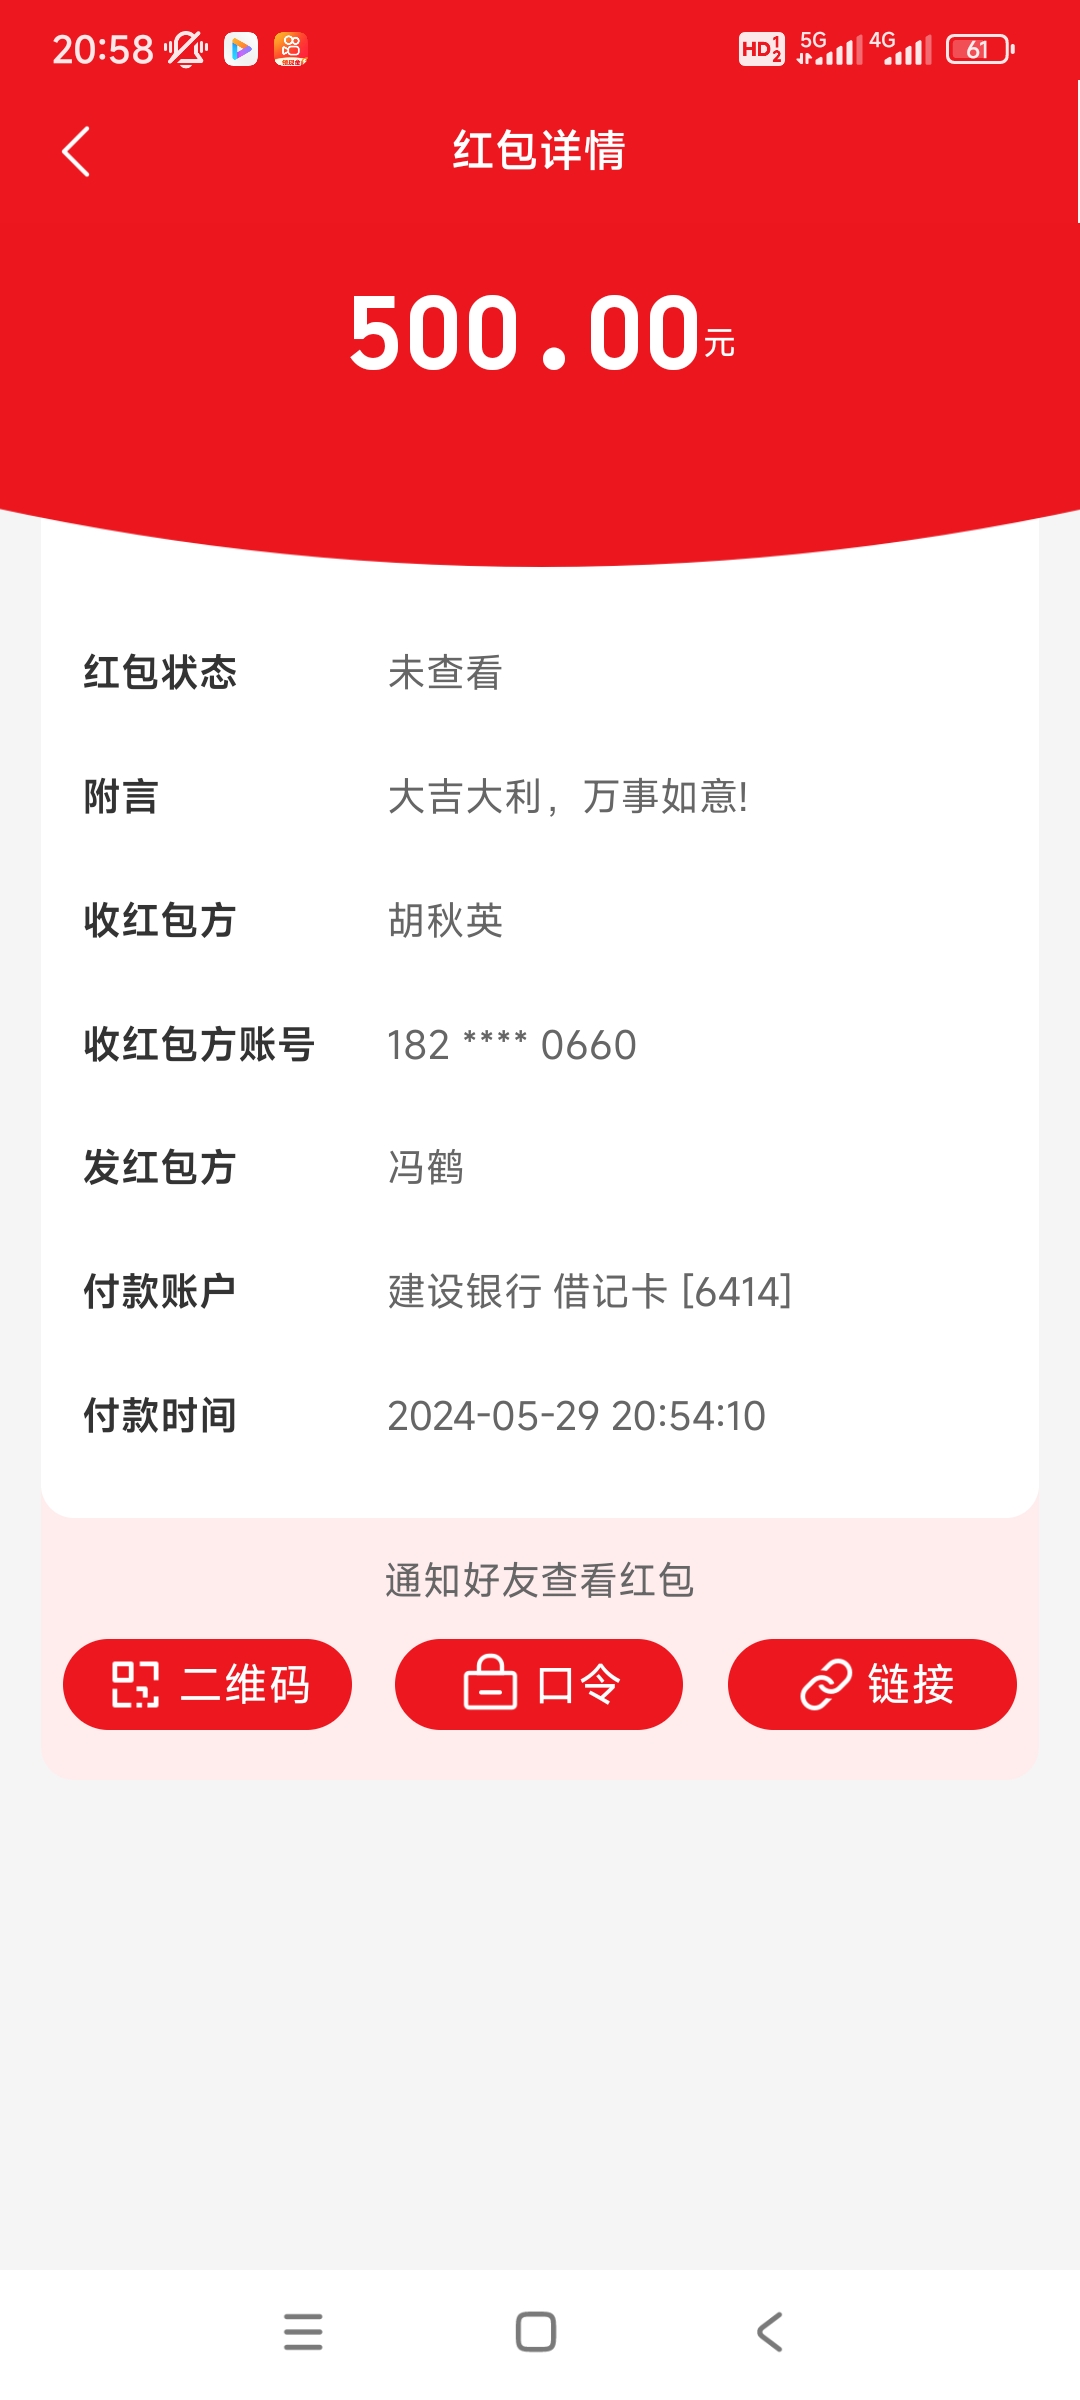 20:58
HD 1 2 5G 4G 61
红包详情
500.00元
红包状态 未查看
附言 大吉大利，万事如意!
收红包方 胡秋英
收红包方账号 182 **** 0660
发红包方 冯鹤
付款账户 建设银行 借记卡 [6414]
付款时间 2024-05-29 20:54:10
通知好友查看红包
二维码 口令 链接